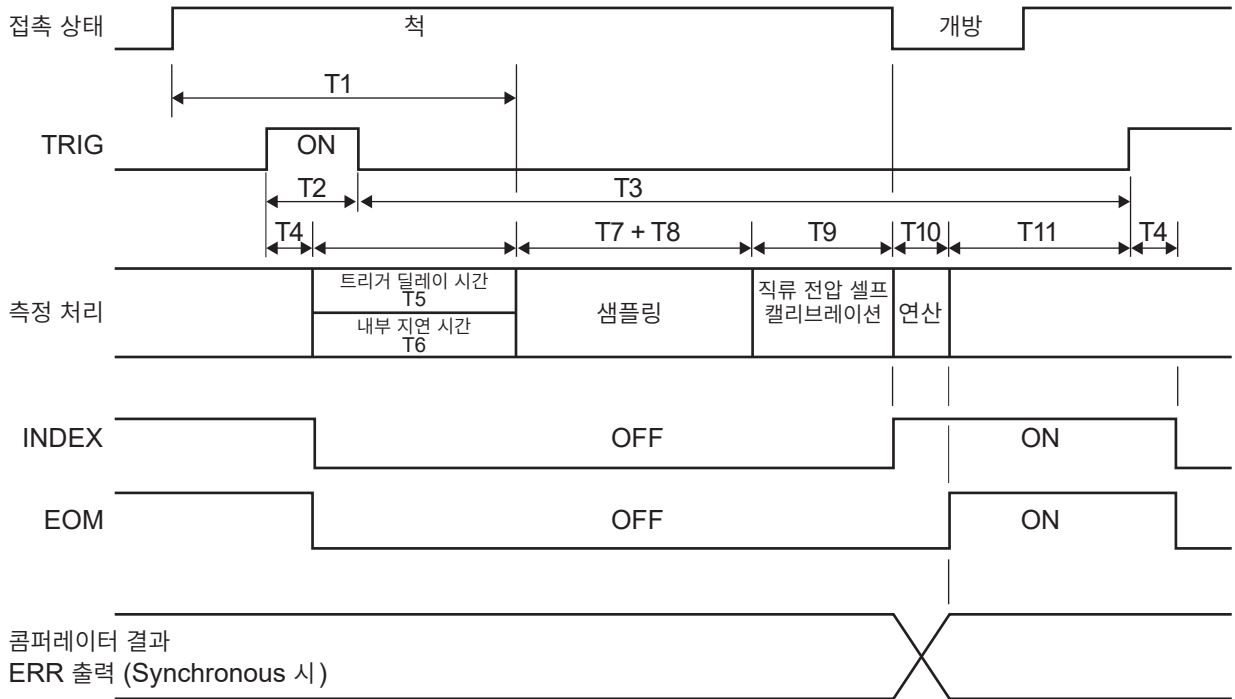 접촉 상태
척
개방
T1
TRIG
ON
T2
T3
T4
T7 + T8
T9
T10
T11
T4
측정 처리
트리거 딜레이 시간
T5
내부 지연 시간
T6
샘플링
직류 전압 셀프
캘리브레이션
연산
INDEX
OFF
ON
EOM
OFF
ON
콤퍼레이터 결과
ERR 출력 (Synchronous 시)